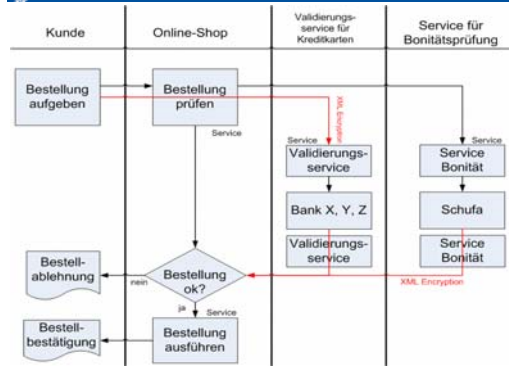 Kunde
Online-Shop
Validierungs-
service für
Kreditkarten
Service für
Bonitätsprüfung
Bestellung
aufgeben
Bestellung
prüfen
Service
XML Encryption
Service
Validierungs-
service
Service
Service
Bonität
Bank X, Y, Z
Schufa
Validierungs-
service
Service
Bonität
XML Encryption
Bestell-
ablehnung
nein
Bestellung
ok?
ja
Service
Bestell-
bestätigung
Bestellung
ausführen